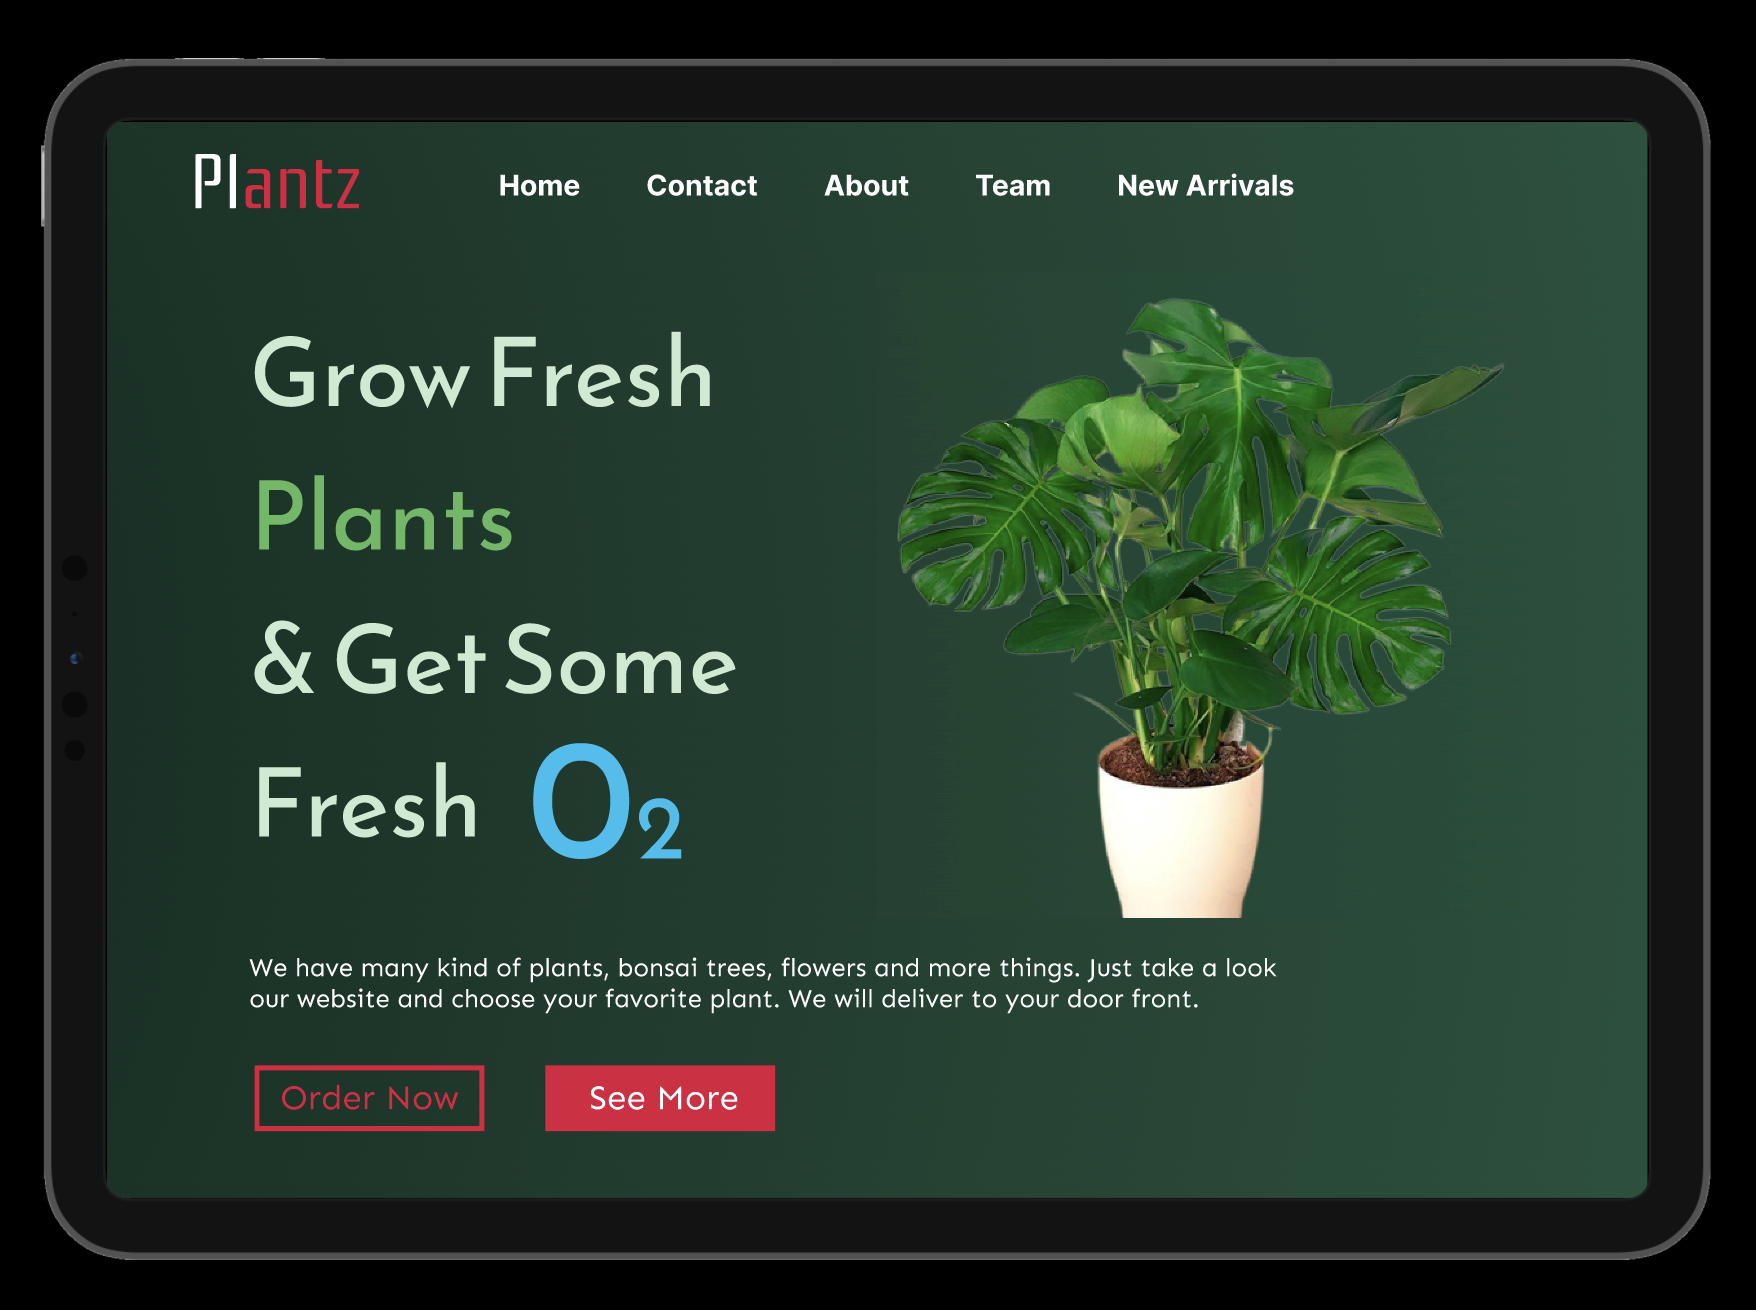 Plantz
Home Contact About Team New Arrivals
Grow Fresh
Plants
& Get Some
Fresh O₂
We have many kind of plants, bonsai trees, flowers and more things. Just take a look
our website and choose your favorite plant. We will deliver to your door front.
Order Now See More